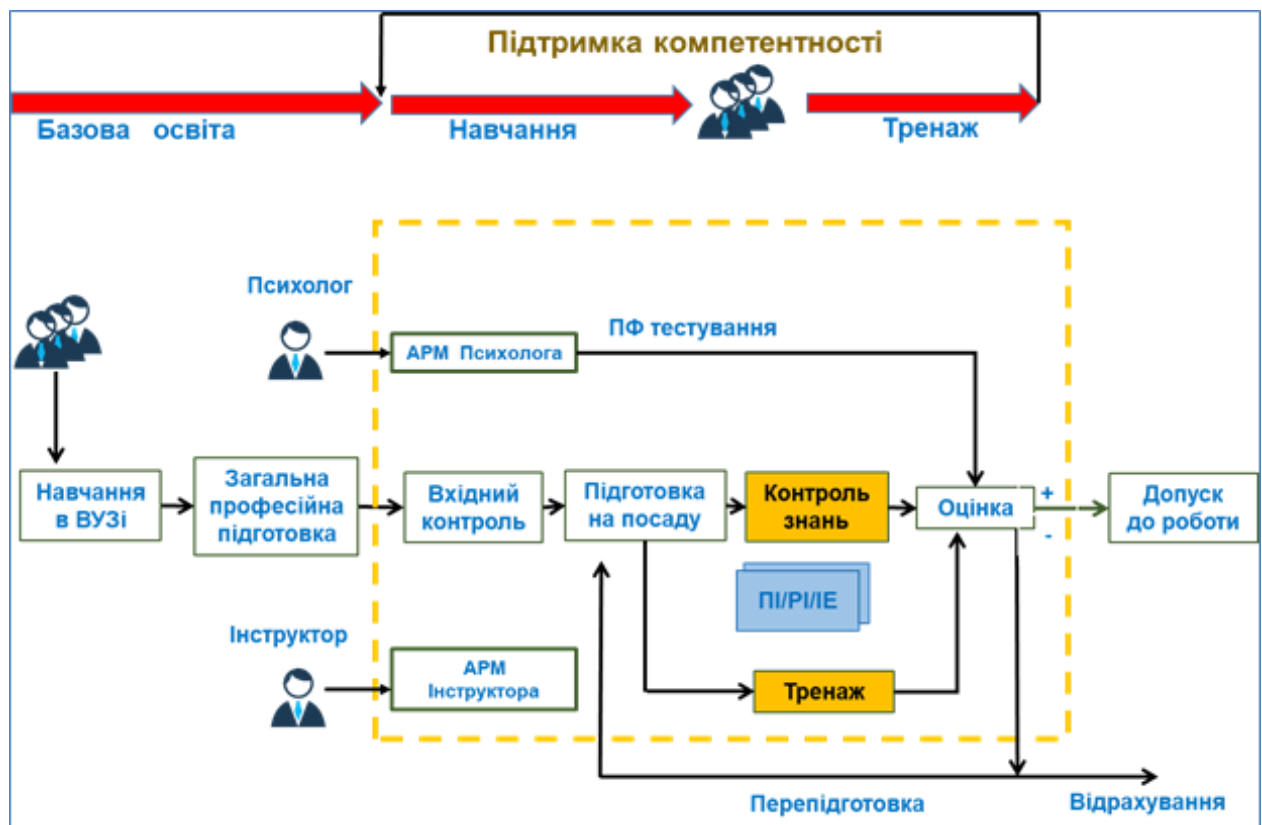 Підтримка компетентності
Базова освіта
Навчання
Тренаж
Психолог
ПФ тестування
АРМ Психолога
Навчання
в ВУЗі
Загальна
професійна
підготовка
Вхідний
контроль
Підготовка
на посаду
Контроль
знань
Оцінка
+
-
Допуск
до роботи
ПІ/РІ/ІЕ
Інструктор
АРМ
Інструктора
Тренаж
Перепідготовка
Відрахування